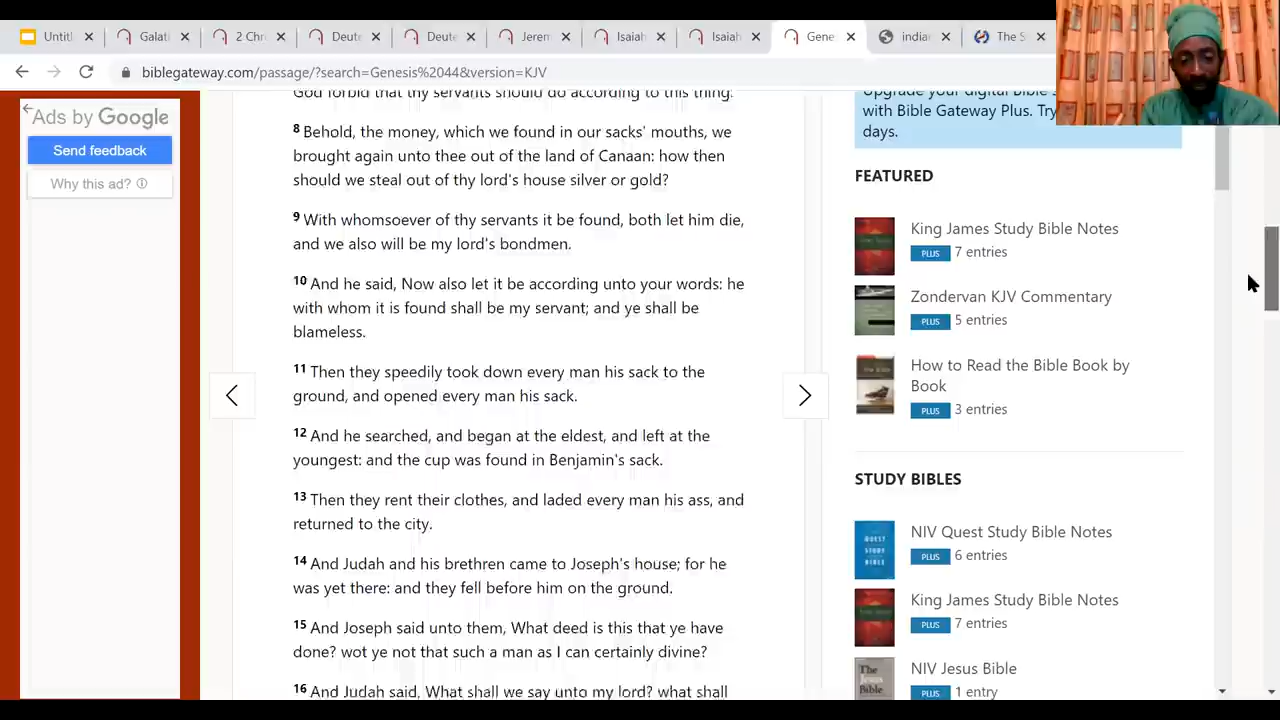 Untitl
Galati
2 Chr
Deute
Deute
Jerem
Isaiah
Isaiah
Gene
indian
The S
biblegateway.com/passage/?search=Genesis%2044&version=KJV
Ads by Google
Send feedback
Why this ad?
God forbid that thy servants should do according to this thing:
8 Behold, the money, which we found in our sacks' mouths, we
brought again unto thee out of the land of Canaan: how then
should we steal out of thy lord's house silver or gold?
9 With whomsoever of thy servants it be found, both let him die,
and we also will be my lord's bondmen.
10 And he said, Now also let it be according unto your words: he
with whom it is found shall be my servant; and ye shall be
blameless.
11 Then they speedily took down every man his sack to the
ground, and opened every man his sack.
12 And he searched, and began at the eldest, and left at the
youngest: and the cup was found in Benjamin's sack.
13 Then they rent their clothes, and laded every man his ass, and
returned to the city.
14 And Judah and his brethren came to Joseph's house; for he
was yet there: and they fell before him on the ground.
15 And Joseph said unto them, What deed is this that ye have
done? wot ye not that such a man as I can certainly divine?
16 And Judah said, What shall we say unto my lord? what shall
Upgrade your digital Bible
with Bible Gateway Plus. Try
days.
FEATURED
King James Study Bible Notes
PLUS 7 entries
Zondervan KJV Commentary
PLUS 5 entries
How to Read the Bible Book by
Book
PLUS 3 entries
STUDY BIBLES
NIV Quest Study Bible Notes
PLUS 6 entries
King James Study Bible Notes
PLUS 7 entries
NIV Jesus Bible
PLUS 1 entry